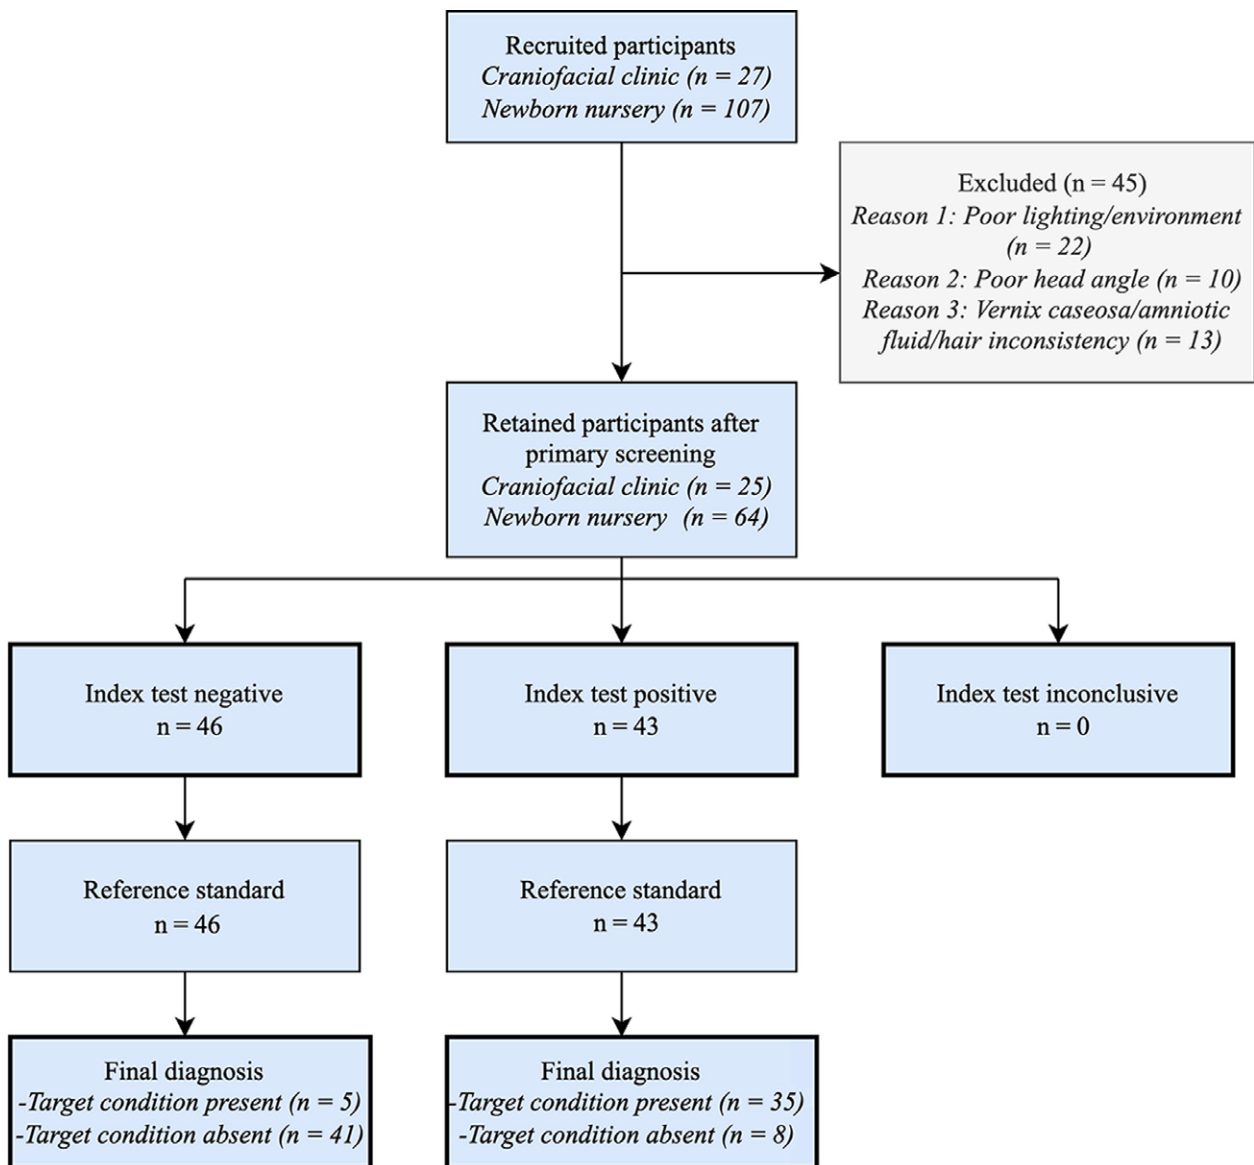 Recruited participants
Craniofacial clinic (n = 27)
Newborn nursery (n = 107)
Excluded (n = 45)
Reason 1: Poor lighting/environment
(n = 22)
Reason 2: Poor head angle (n = 10)
Reason 3: Vernix caseosa/amniotic
fluid/hair inconsistency (n = 13)
Retained participants after
primary screening
Craniofacial clinic (n = 25)
Newborn nursery (n = 64)
Index test negative
n = 46
Index test positive
n = 43
Index test inconclusive
n = 0
Reference standard
n = 46
Reference standard
n = 43
Final diagnosis
-Target condition present (n = 5)
-Target condition absent (n = 41)
Final diagnosis
-Target condition present (n = 35)
-Target condition absent (n = 8)